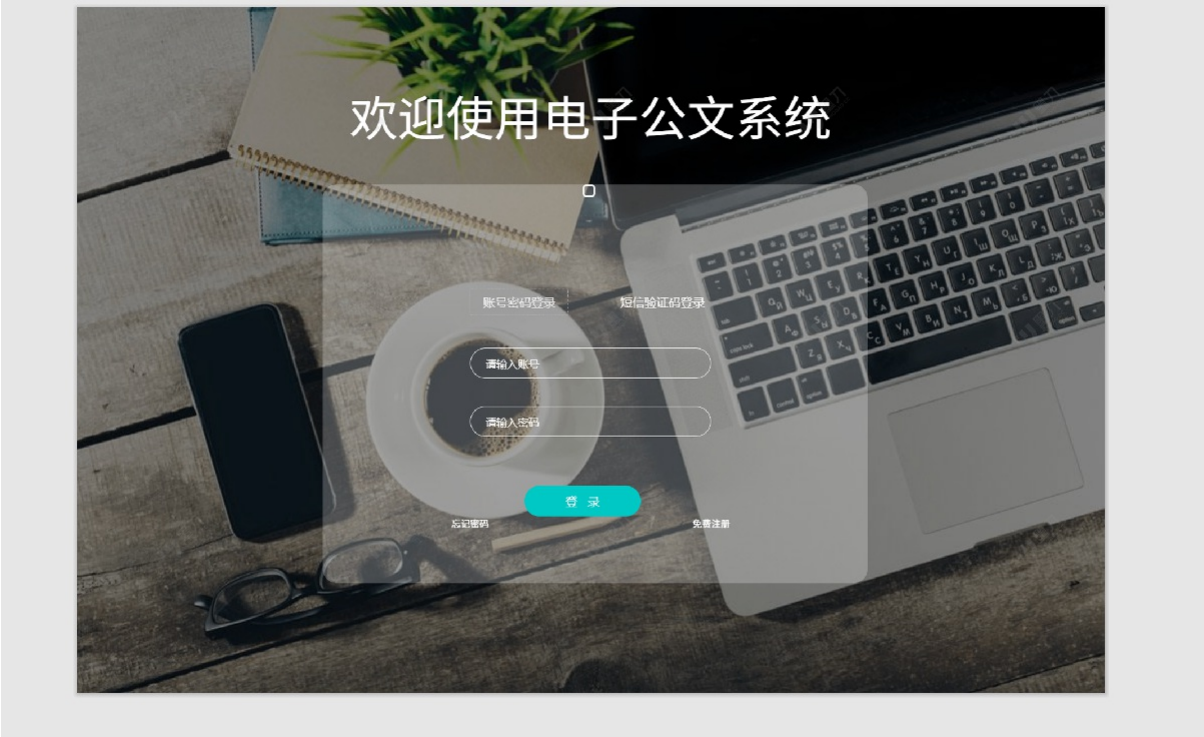 欢迎使用电子公文系统
账号密码登录 短信验证码登录
请输入账号
请输入密码
登 录
忘记密码 免费注册